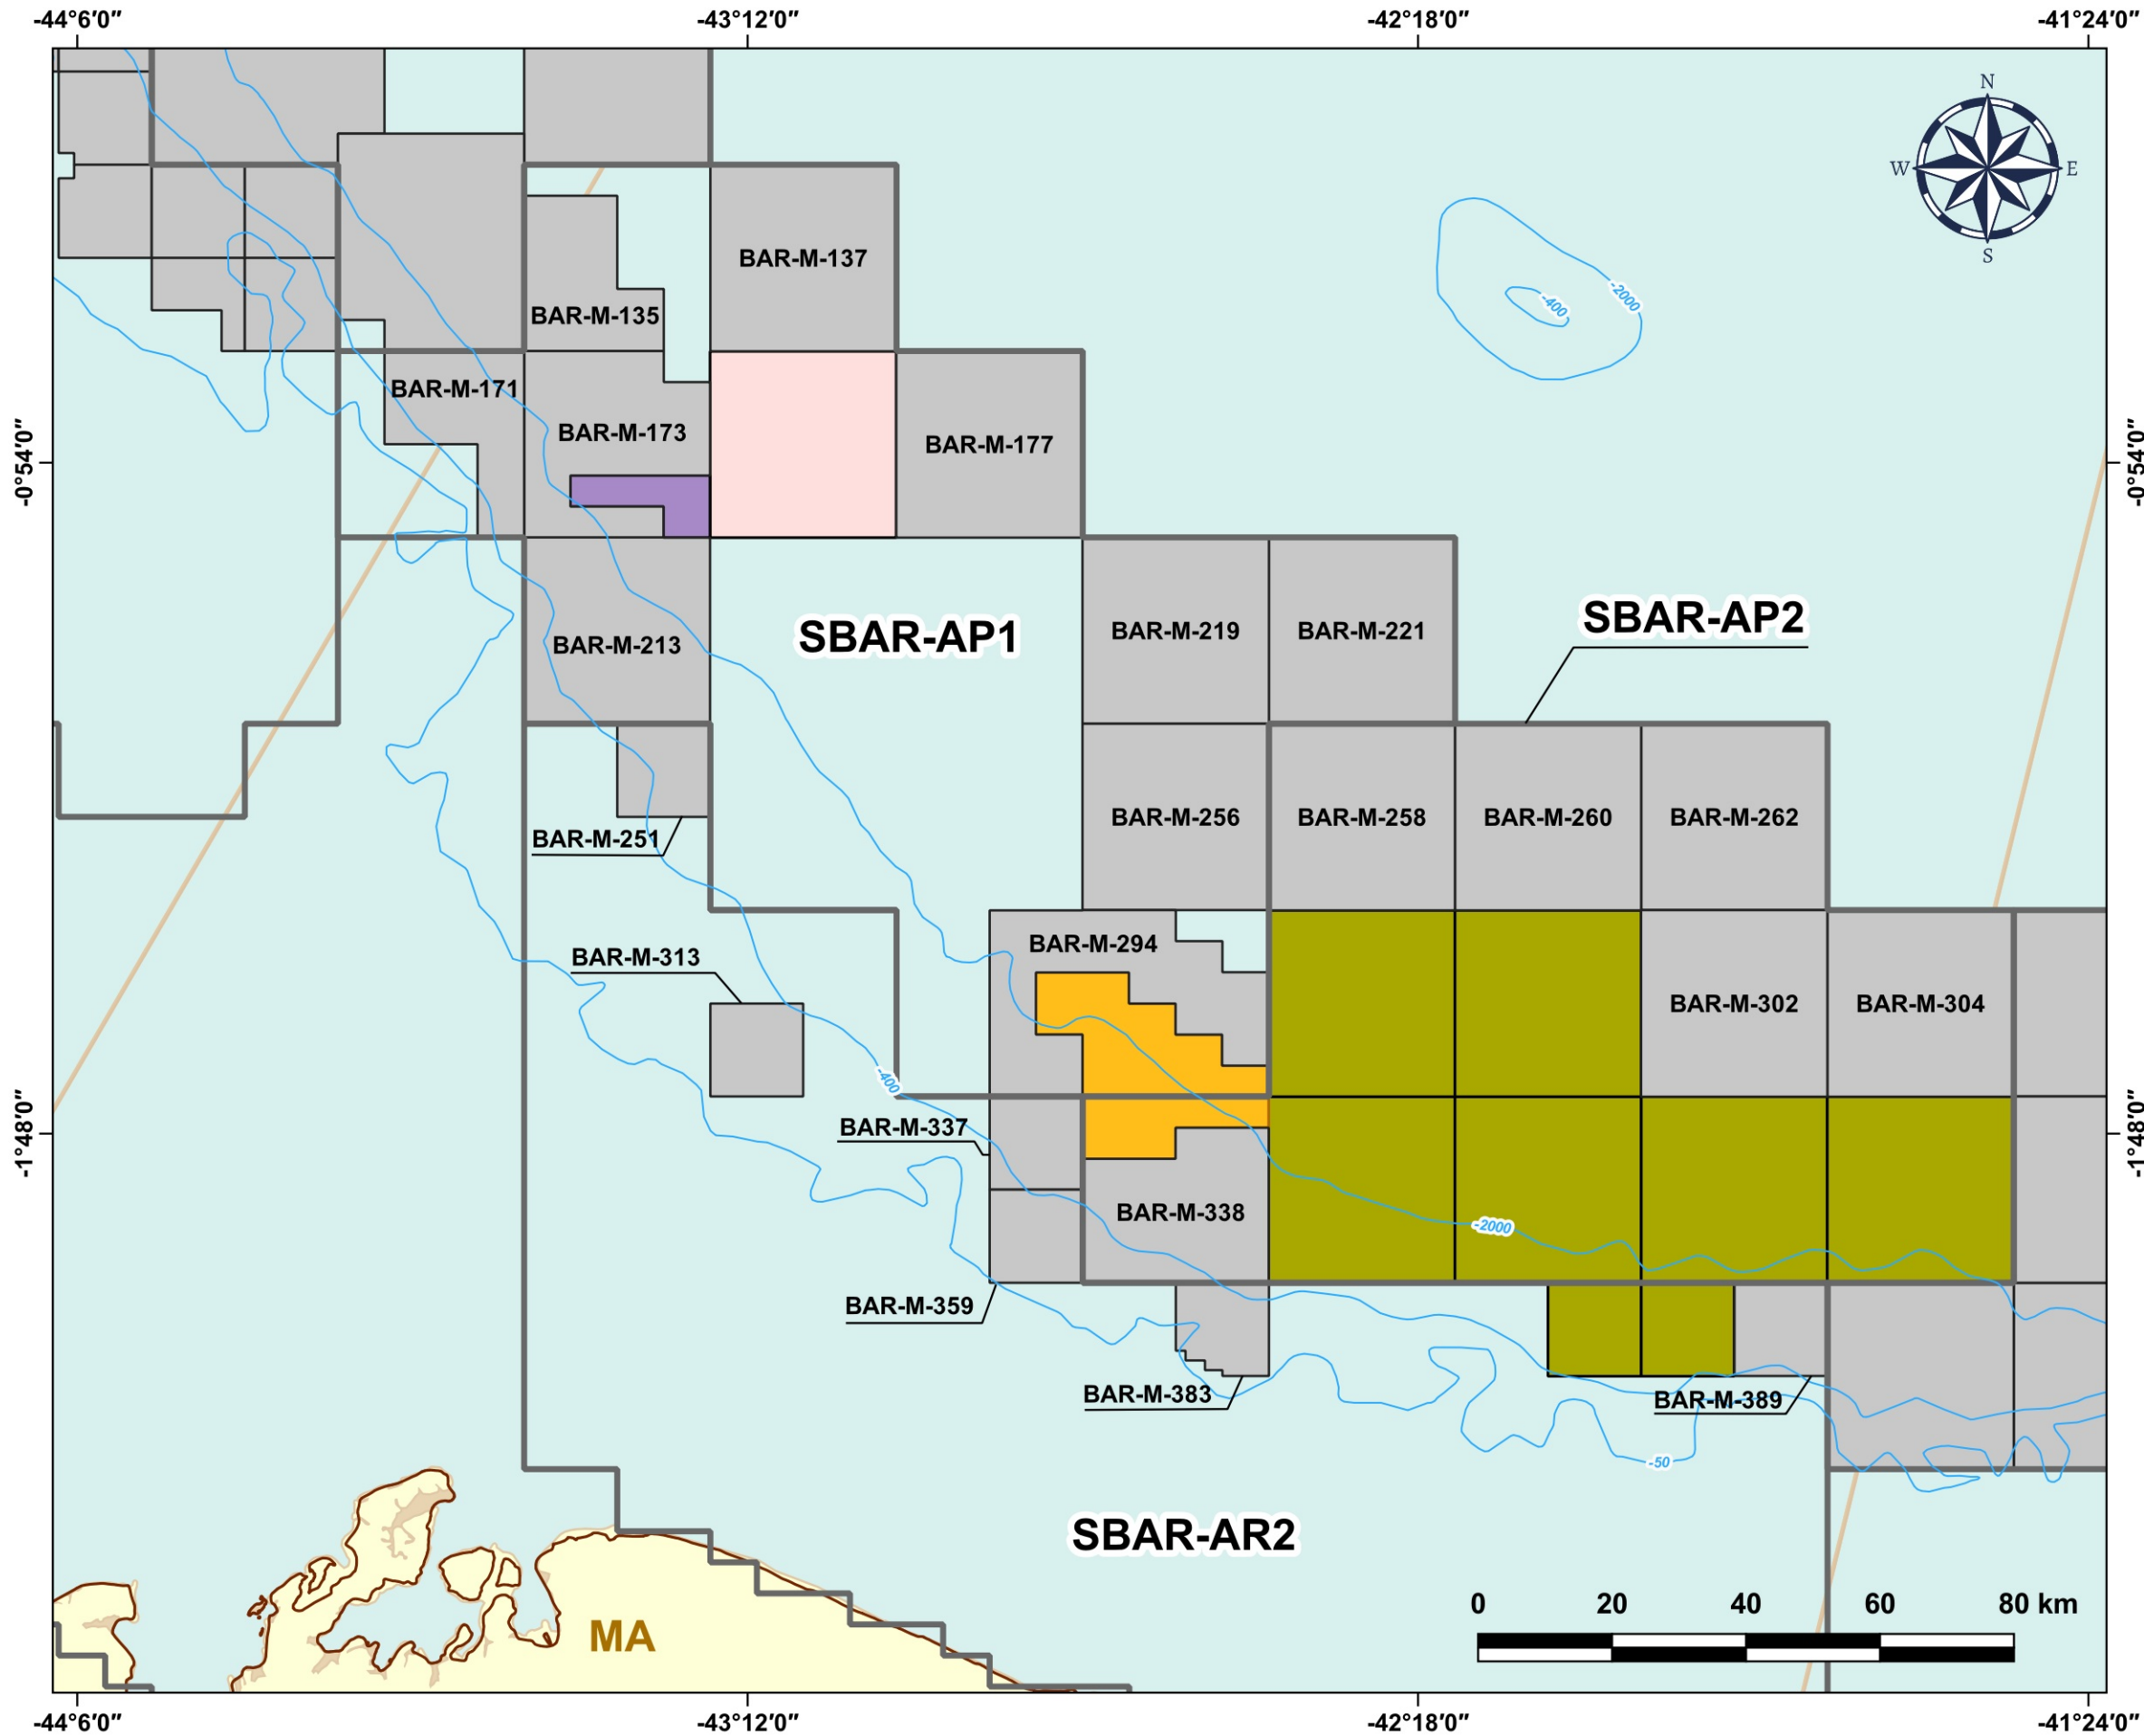 -44°6′0″
-43°12′0″
-42°18′0″
-41°24′0″
N
W
E
S
BAR-M-137
-2000
-400
BAR-M-135
BAR-M-171
BAR-M-173
BAR-M-177
-0°54′0″
-0°54′0″
SBAR-AP2
SBAR-AP1
BAR-M-219
BAR-M-221
BAR-M-213
BAR-M-256
BAR-M-258
BAR-M-260
BAR-M-262
BAR-M-251
BAR-M-294
BAR-M-313
BAR-M-302
BAR-M-304
-400
BAR-M-337
-1°48′0″
-1°48′0″
BAR-M-338
-2000
BAR-M-359
BAR-M-383
BAR-M-389
-50
SBAR-AR2
0
20
40
60
80 km
MA
-44°6′0″
-43°12′0″
-42°18′0″
-41°24′0″